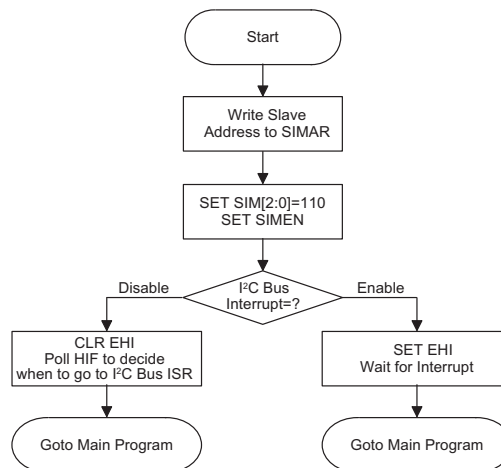 Start
Write Slave
Address to SIMAR
SET SIM[2:0]=110
SET SIMEN
I²C Bus
Interrupt=?
Disable
Enable
CLR EHI
Poll HIF to decide
when to go to I²C Bus ISR
SET EHI
Wait for Interrupt
Goto Main Program
Goto Main Program